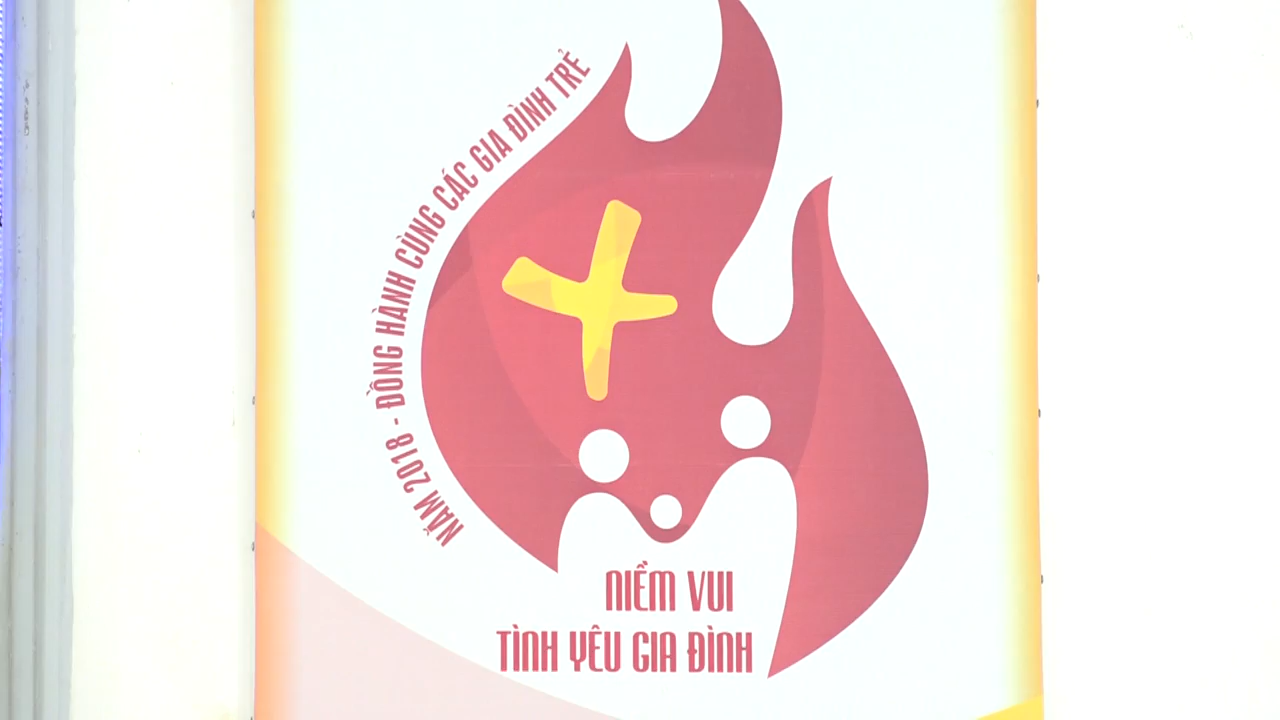 NĂM 2018 - ĐỒNG HÀNH CÙNG CÁC GIA ĐÌNH TRẺ
NIỀM VUI
TÌNH YÊU GIA ĐÌNH